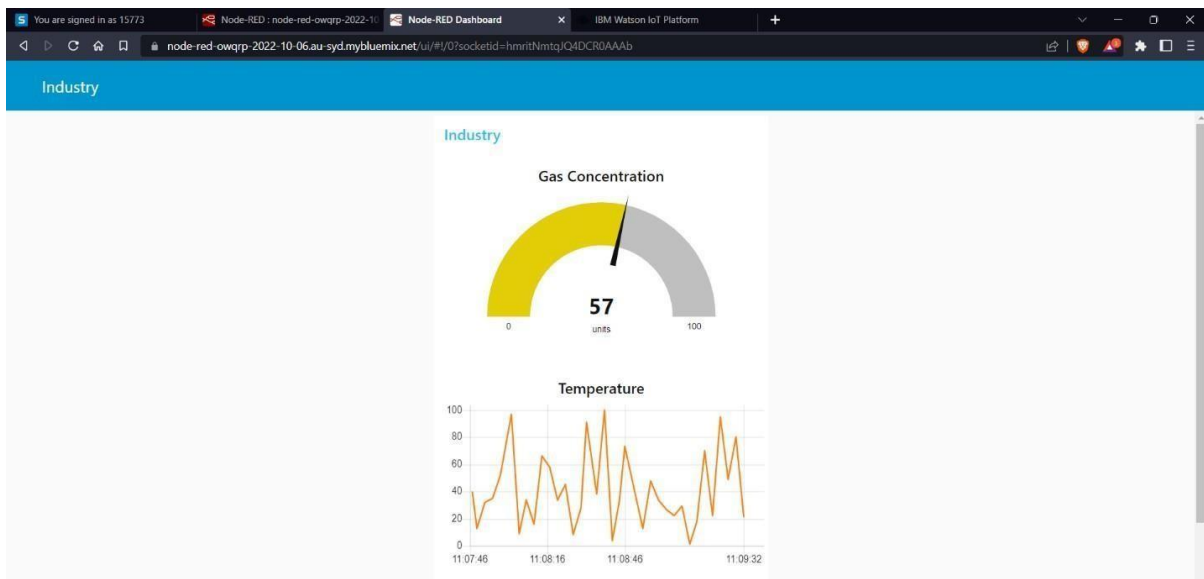 You are signed in as 15773
Node-RED : node-red-owqrp-2022-10
Node-RED Dashboard
IBM Watson IoT Platform
node-red-owqrp-2022-10-06.au-syd.mybluemix.net/ui/#!/0?socketid=hmritNmtqJQ4DCR0AAAb
Industry
Industry
Gas Concentration
57
0 units 100
Temperature
100
80
60
40
20
0
11:07:46 11:08:16 11:08:46 11:09:32